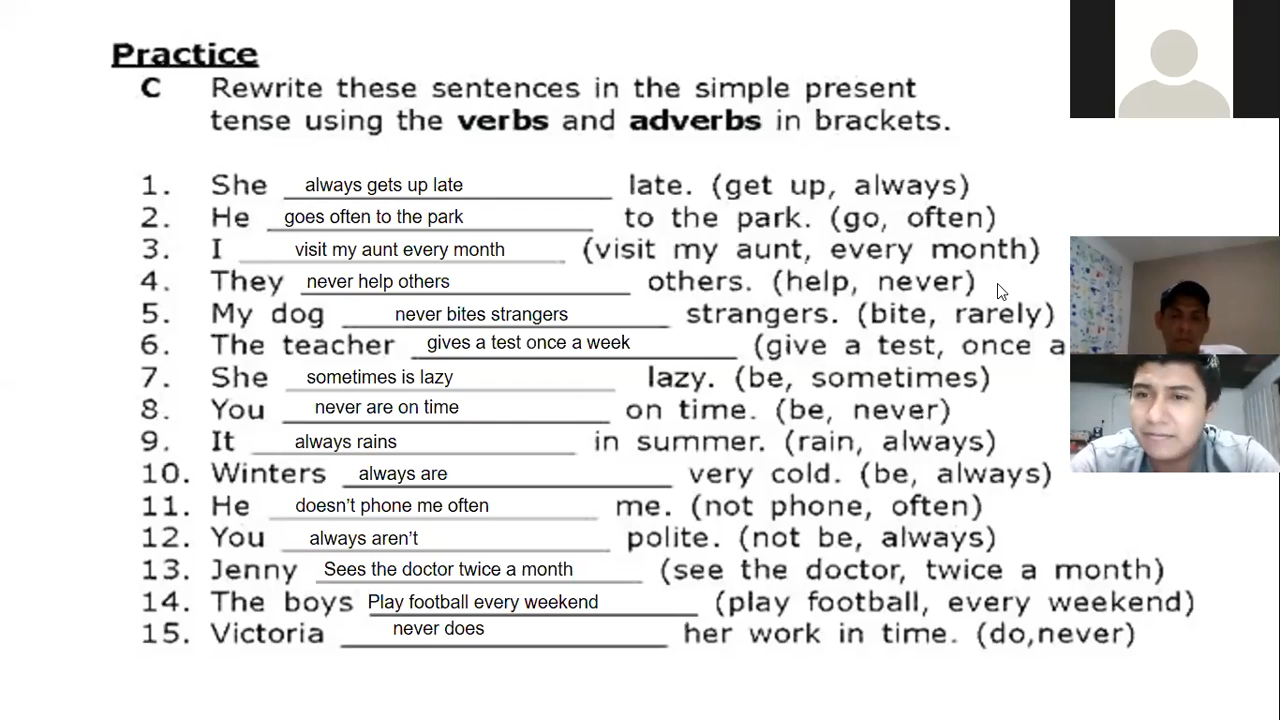 Practice
C Rewrite these sentences in the simple present
tense using the verbs and adverbs in brackets.
1. She always gets up late late. (get up, always)
2. He goes often to the park to the park. (go, often)
3. I visit my aunt every month (visit my aunt, every month)
4. They never help others others. (help, never)
5. My dog never bites strangers strangers. (bite, rarely)
6. The teacher gives a test once a week (give a test, once a
7. She sometimes is lazy lazy. (be, sometimes)
8. You never are on time on time. (be, never)
9. It always rains in summer. (rain, always)
10. Winters always are very cold. (be, always)
11. He doesn't phone me often me. (not phone, often)
12. You always aren't polite. (not be, always)
13. Jenny Sees the doctor twice a month (see the doctor, twice a month)
14. The boys Play football every weekend (play football, every weekend)
15. Victoria never does her work in time. (do,never)